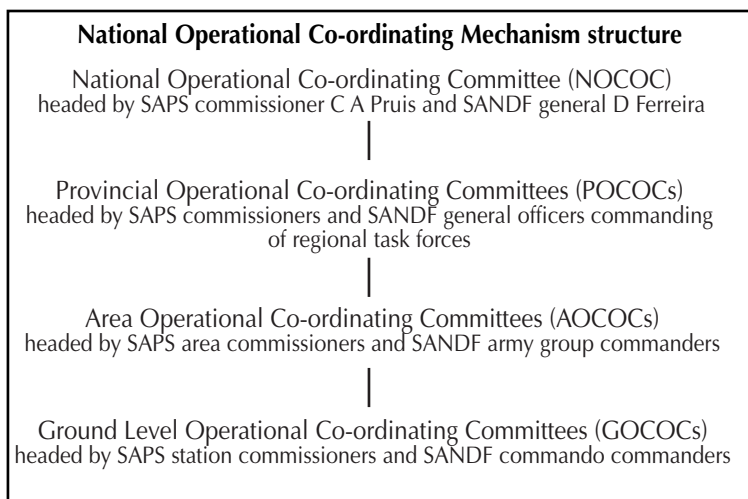 National Operational Co-ordinating Mechanism structure
National Operational Co-ordinating Committee (NOCOC)
headed by SAPS commissioner C A Pruis and SANDF general D Ferreira
Provincial Operational Co-ordinating Committees (POCOCs)
headed by SAPS commissioners and SANDF general officers commanding
of regional task forces
Area Operational Co-ordinating Committees (AOCOCs)
headed by SAPS area commissioners and SANDF army group commanders
Ground Level Operational Co-ordinating Committees (GOCOCs)
headed by SAPS station commissioners and SANDF commando commanders